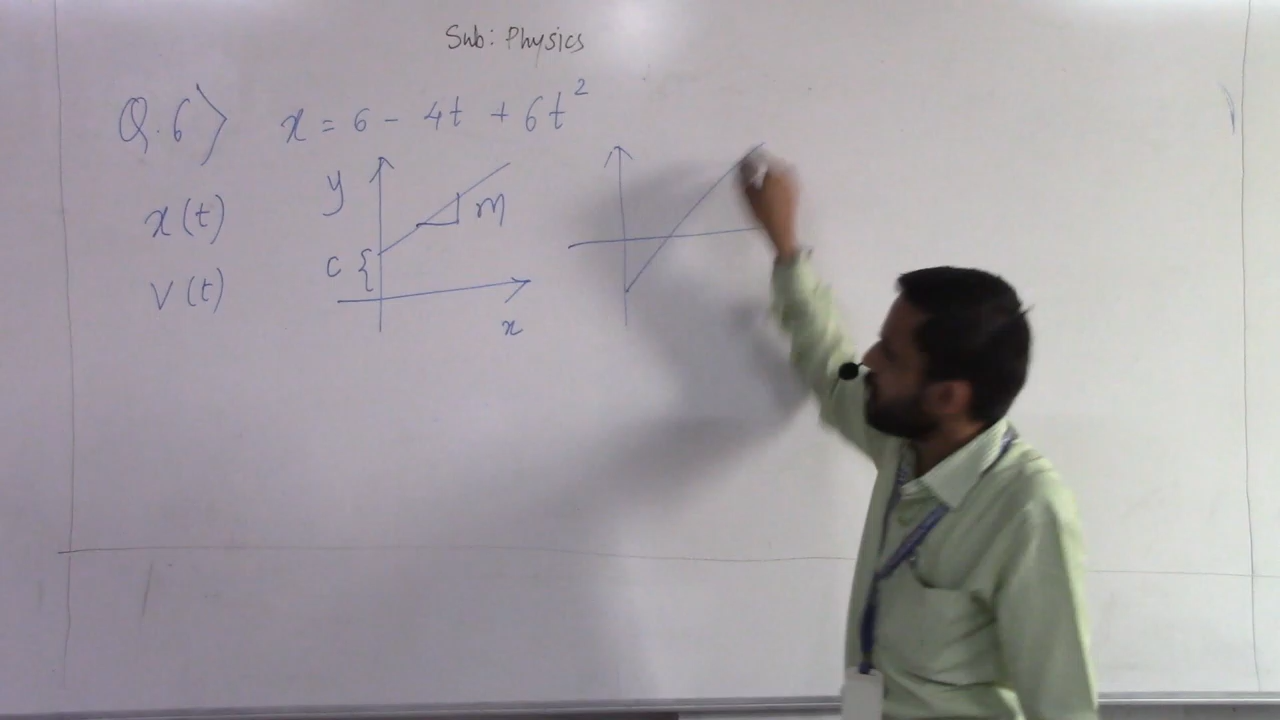 Sub: Physics
Q.6> x = 6 - 4t + 6t²
x(t)
v(t)
y
m
c {
x